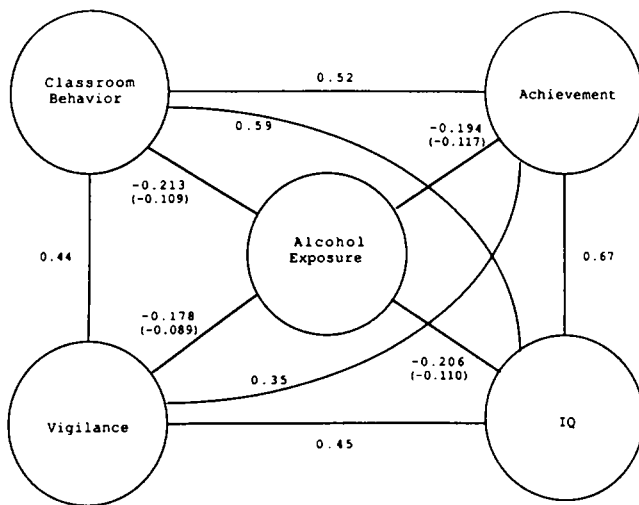 Classroom
Behavior
0.52
Achievement
0.59
-0.194
(-0.117)
-0.213
(-0.109)
Alcohol
Exposure
0.44
0.67
-0.178
(-0.089)
-0.206
(-0.110)
0.35
Vigilance
0.45
IQ